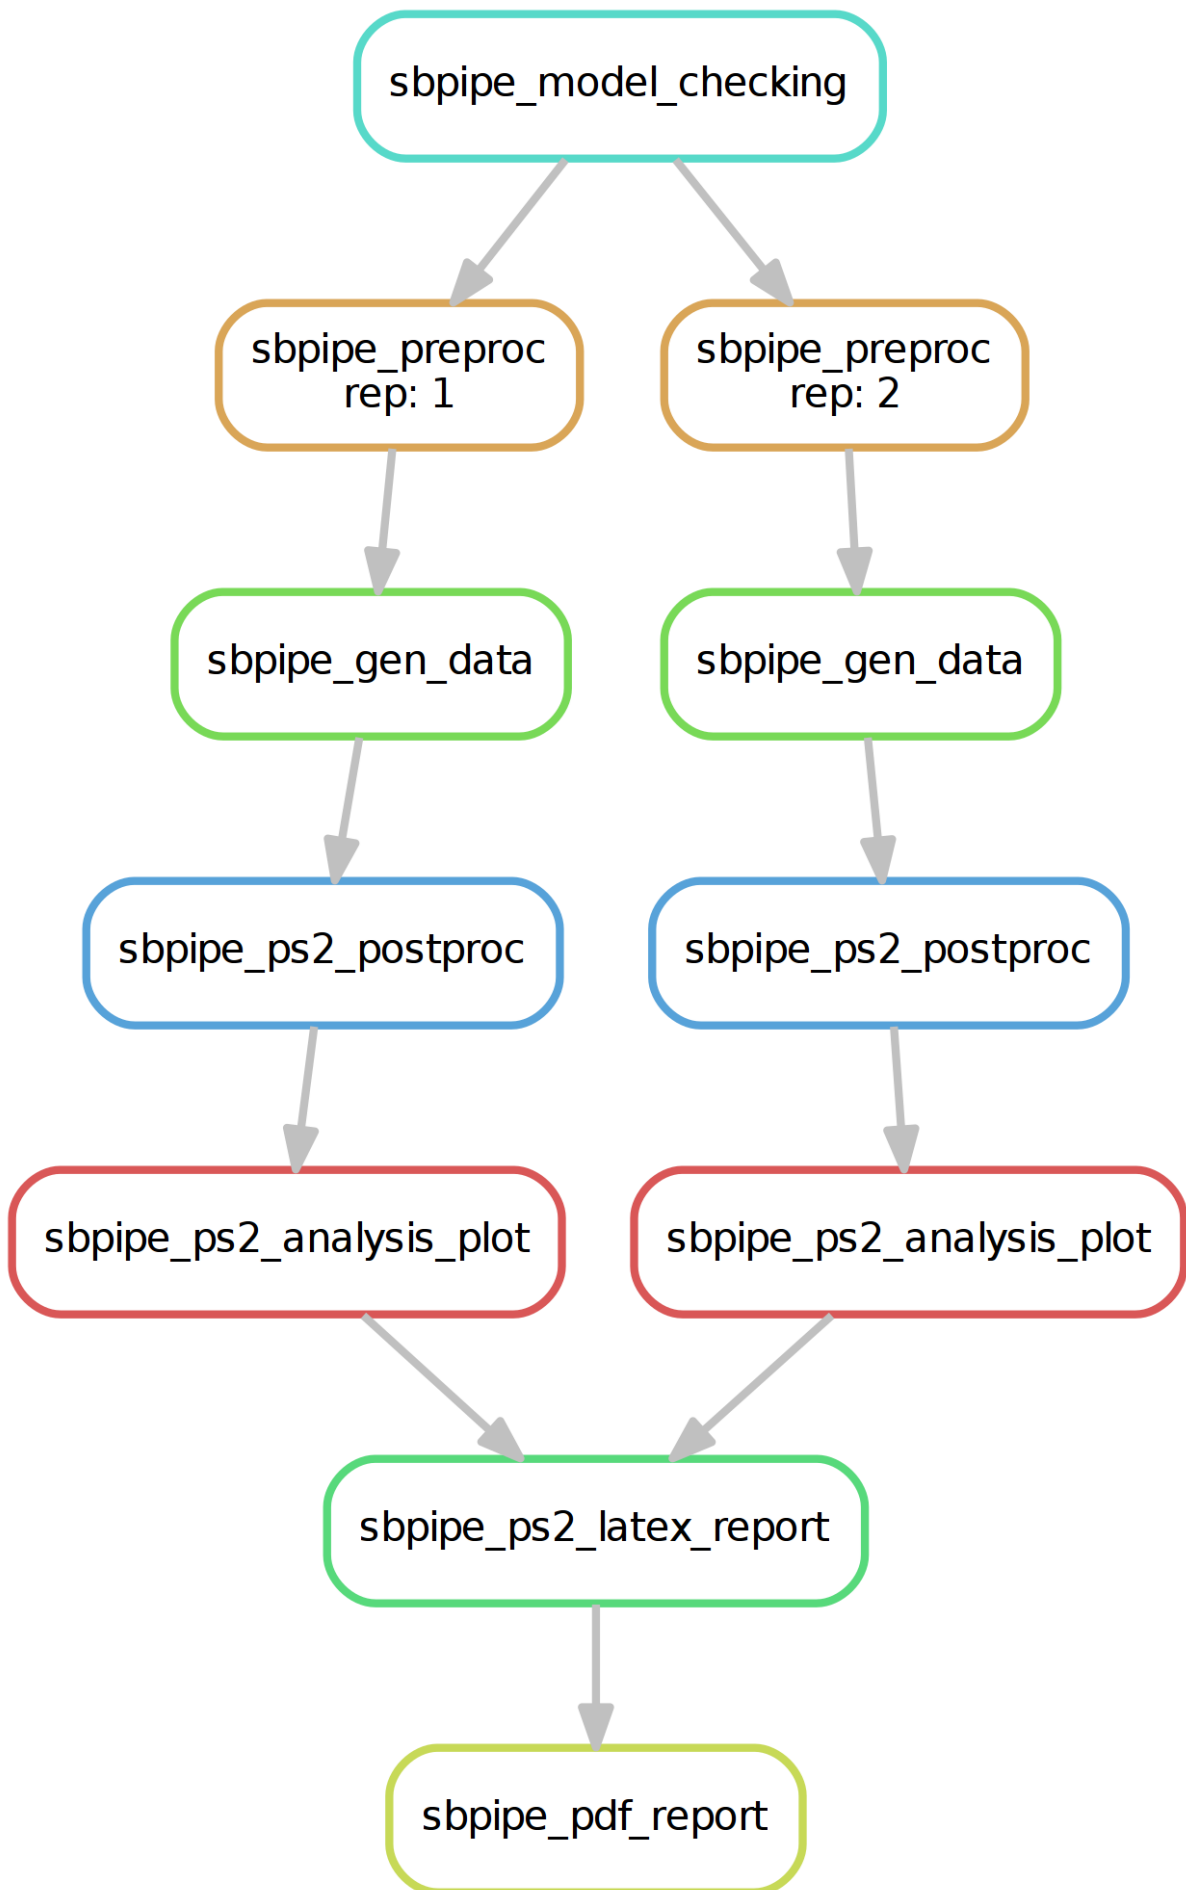 sbpipe_model_checking
sbpipe_preproc
rep: 1
sbpipe_preproc
rep: 2
sbpipe_gen_data
sbpipe_gen_data
sbpipe_ps2_postproc
sbpipe_ps2_postproc
sbpipe_ps2_analysis_plot
sbpipe_ps2_analysis_plot
sbpipe_ps2_latex_report
sbpipe_pdf_report